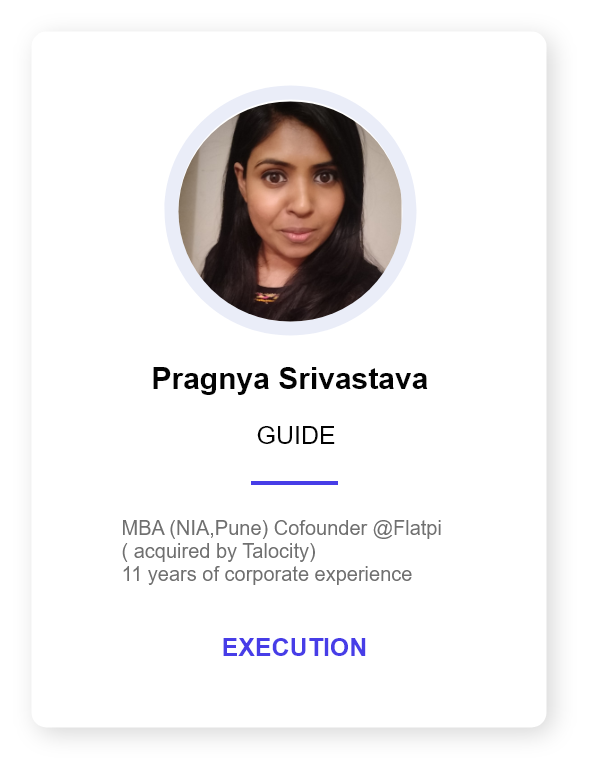 Pragnya Srivastava
GUIDE
MBA (NIA,Pune) Cofounder @Flatpi
( acquired by Talocity)
11 years of corporate experience
EXECUTION